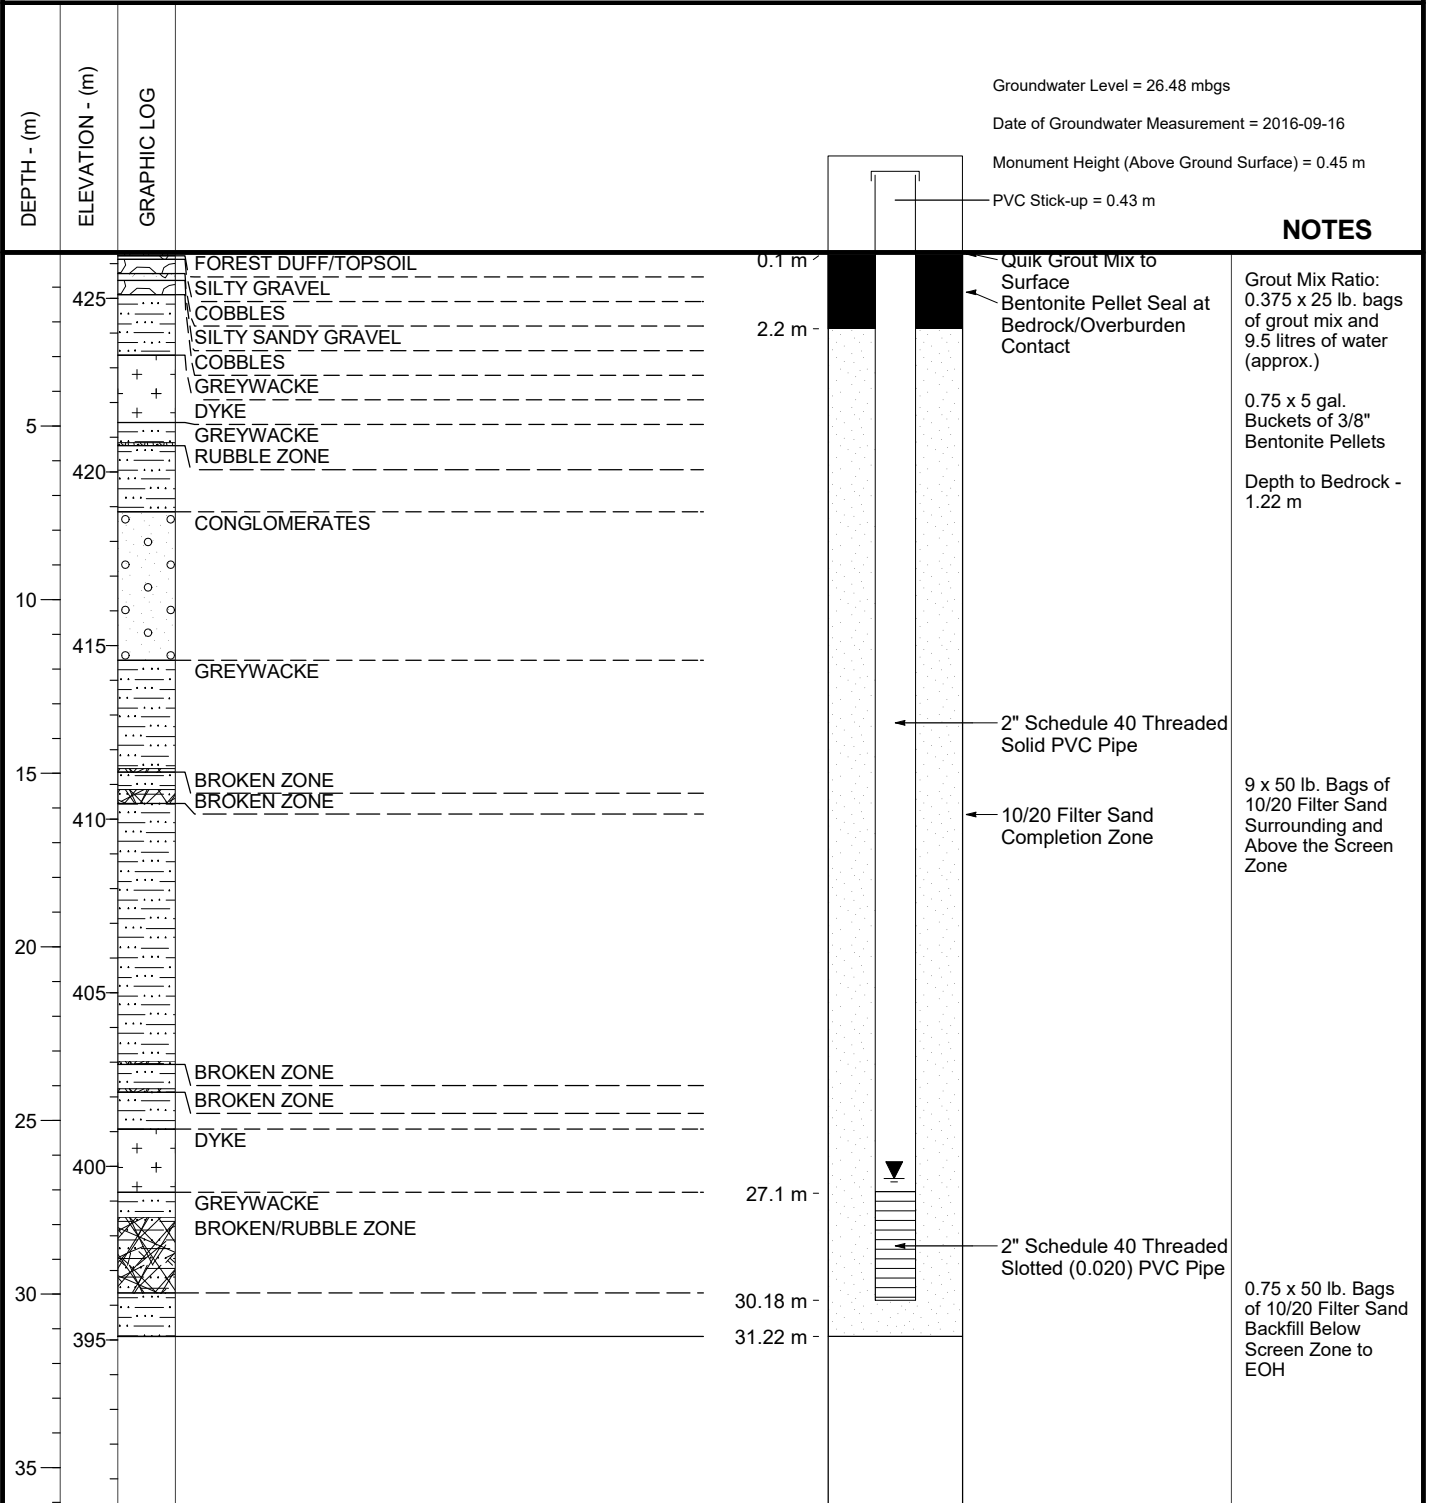 DEPTH - (m)
ELEVATION - (m)
GRAPHIC LOG
Groundwater Level = 26.48 mbgs
Date of Groundwater Measurement = 2016-09-16
Monument Height (Above Ground Surface) = 0.45 m
PVC Stick-up = 0.43 m
NOTES
5
10
15
20
25
30
35
425
420
415
410
405
400
395
FOREST DUFF/TOPSOIL
SILTY GRAVEL
COBBLES
SILTY SANDY GRAVEL
COBBLES
GREYWACKE
DYKE
GREYWACKE
RUBBLE ZONE
CONGLOMERATES
GREYWACKE
BROKEN ZONE
BROKEN ZONE
BROKEN ZONE
BROKEN ZONE
DYKE
GREYWACKE
BROKEN/RUBBLE ZONE
0.1 m
2.2 m
27.1 m
30.18 m
31.22 m
Quik Grout Mix to
Surface
Bentonite Pellet Seal at
Bedrock/Overburden
Contact
2" Schedule 40 Threaded
Solid PVC Pipe
10/20 Filter Sand
Completion Zone
2" Schedule 40 Threaded
Slotted (0.020) PVC Pipe
Grout Mix Ratio:
0.375 x 25 lb. bags
of grout mix and
9.5 litres of water
(approx.)
0.75 x 5 gal.
Buckets of 3/8"
Bentonite Pellets
Depth to Bedrock -
1.22 m
9 x 50 lb. Bags of
10/20 Filter Sand
Surrounding and
Above the Screen
Zone
0.75 x 50 lb. Bags
of 10/20 Filter Sand
Backfill Below
Screen Zone to
EOH